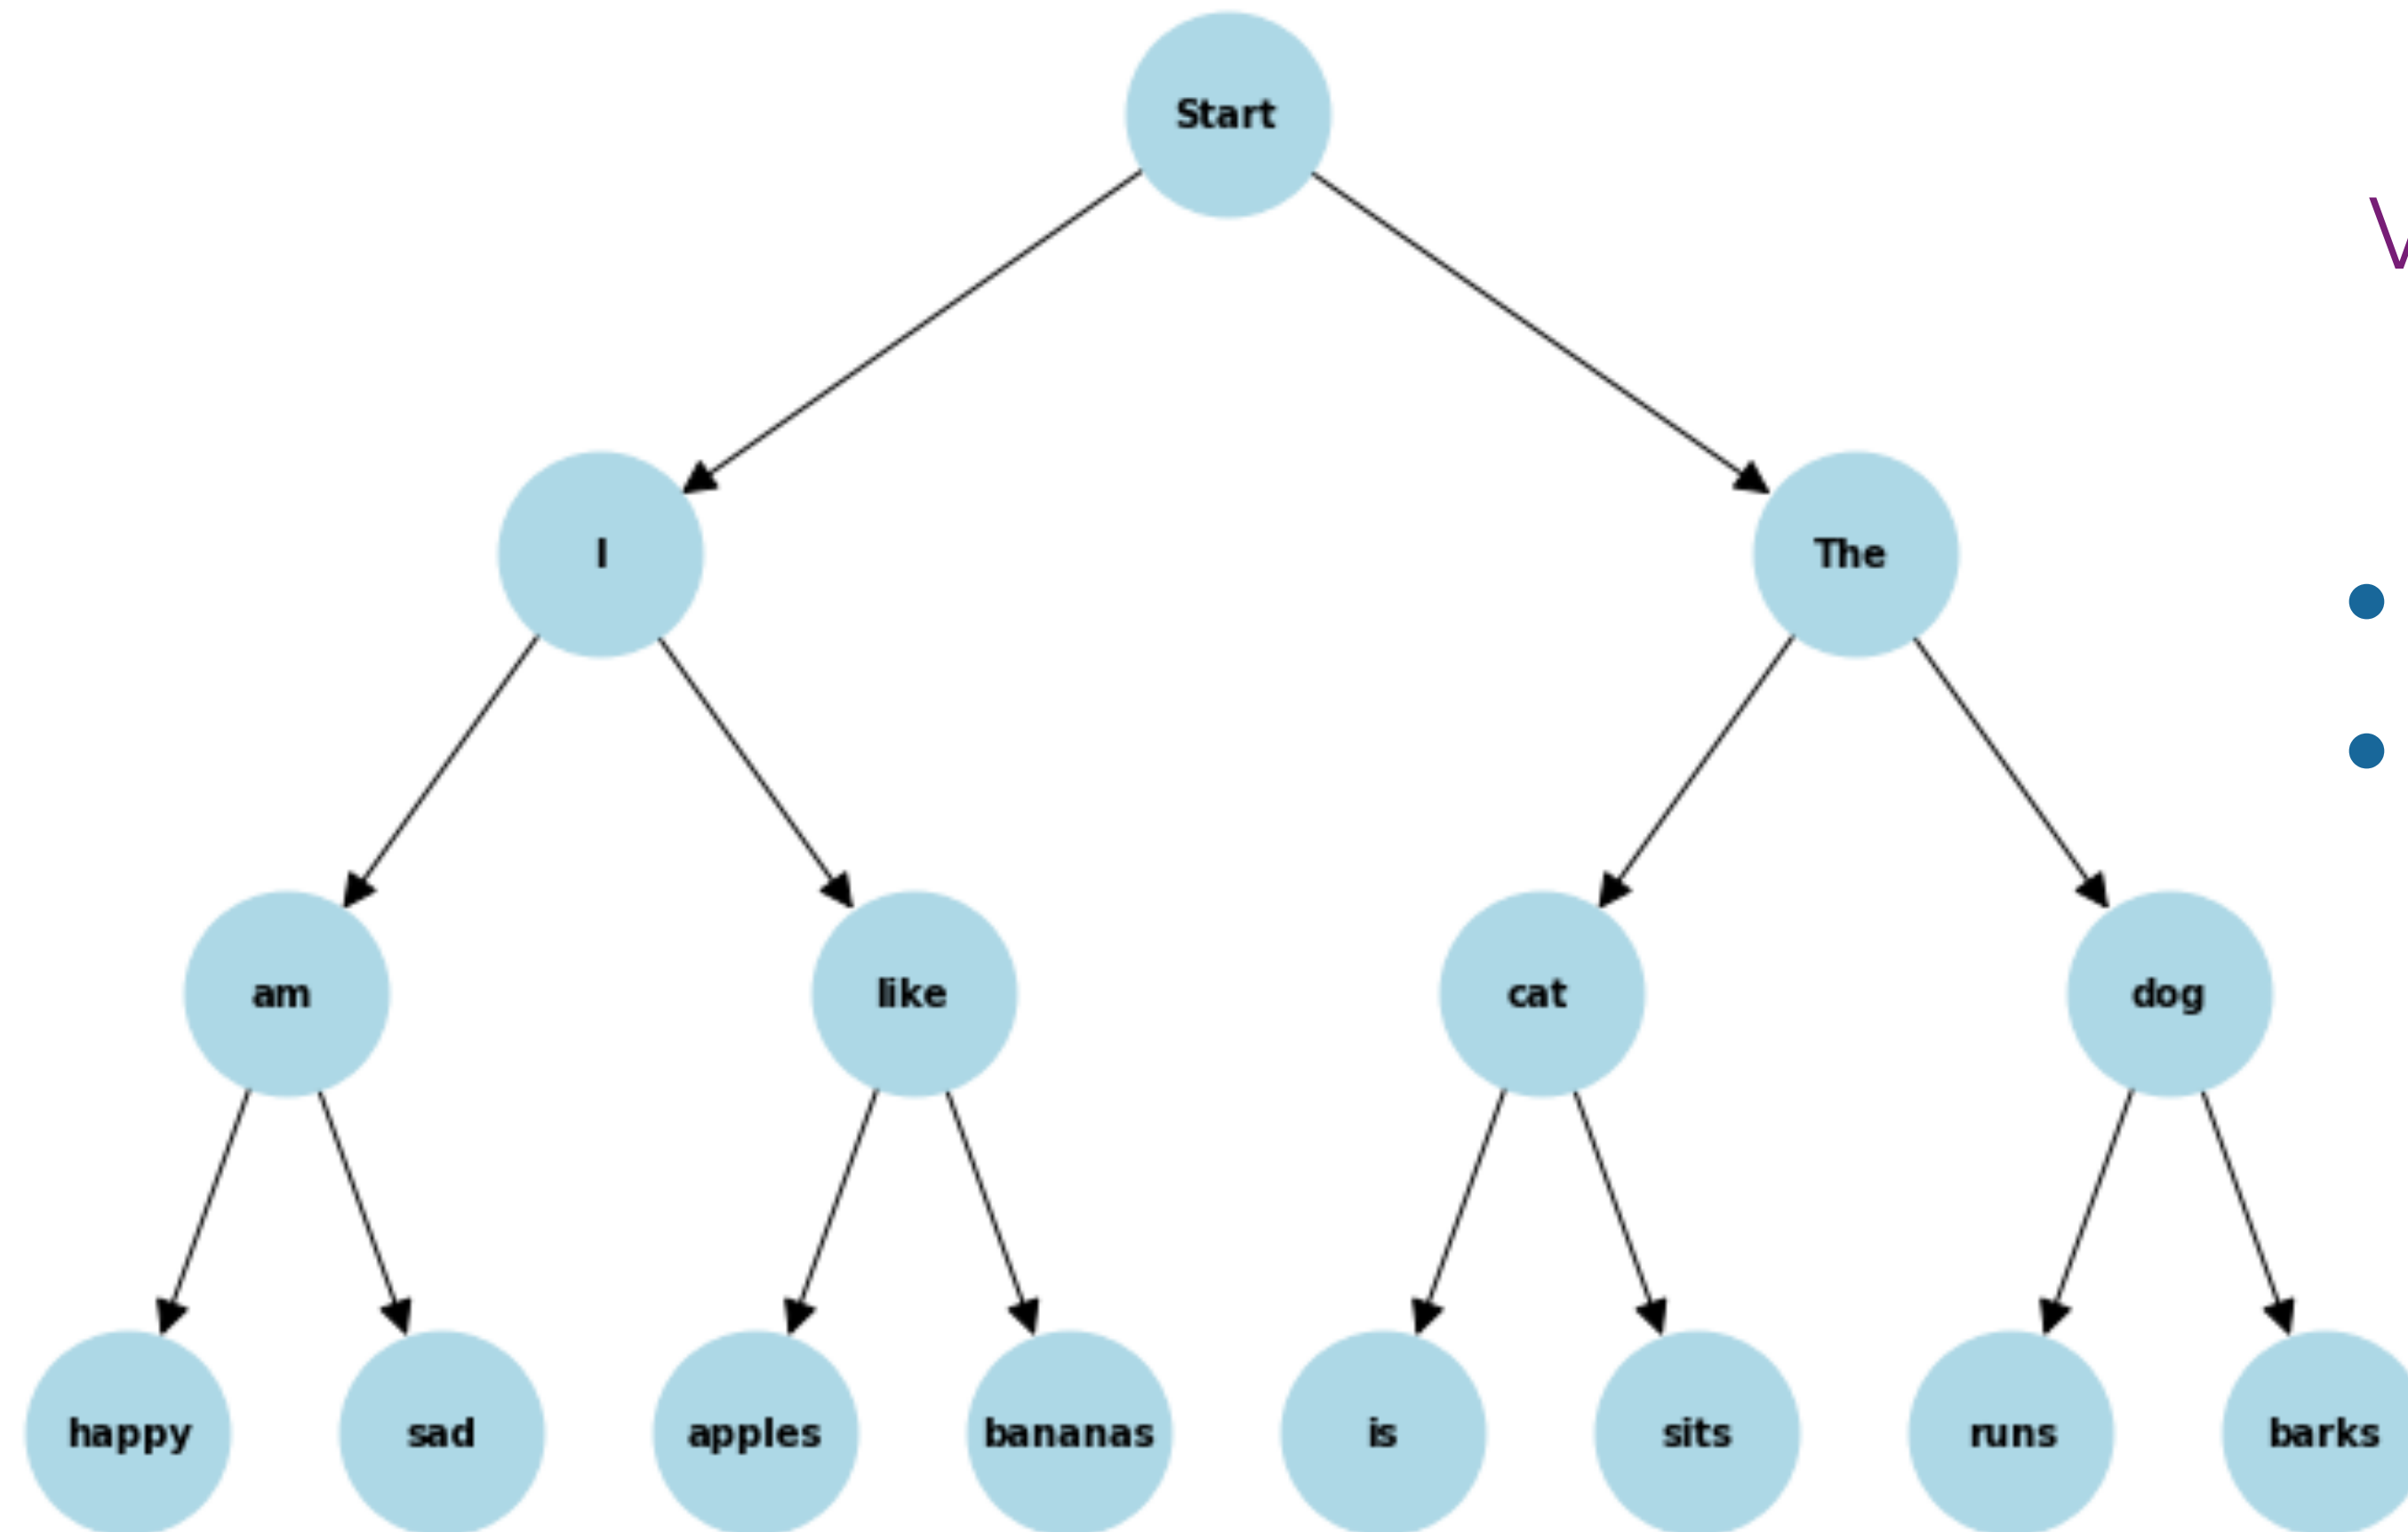 Start
I The
am like cat dog
happy sad apples bananas is sits runs barks